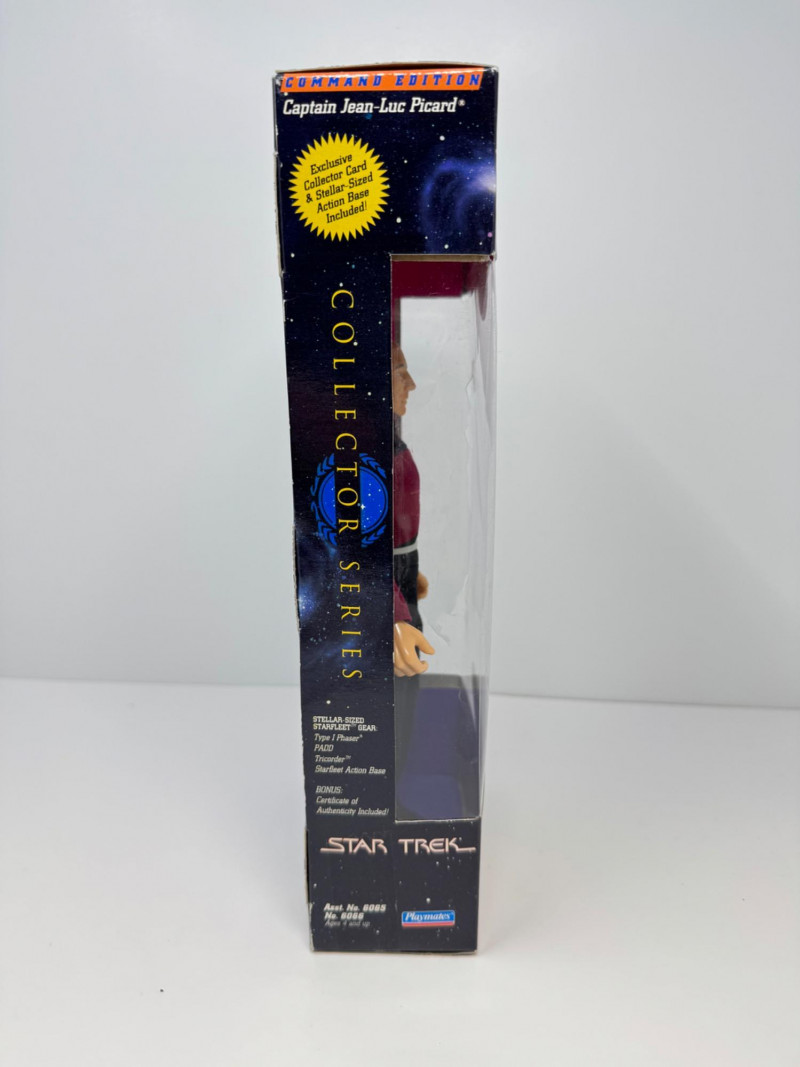 COMMAND EDITION
Captain Jean-Luc Picard®
Exclusive
Collector Card
& Stellar-Sized
Action Base
Included!
COLLECTOR SERIES
STELLAR-SIZED
STARFLEET™ GEAR:
Type I Phaser™
PADD
Tricorder™
Starfleet Action Base
BONUS:
Certificate of
Authenticity Included!
STAR TREK
Asst. No. 6065
No. 6066
Ages 4 and up
Playmates®